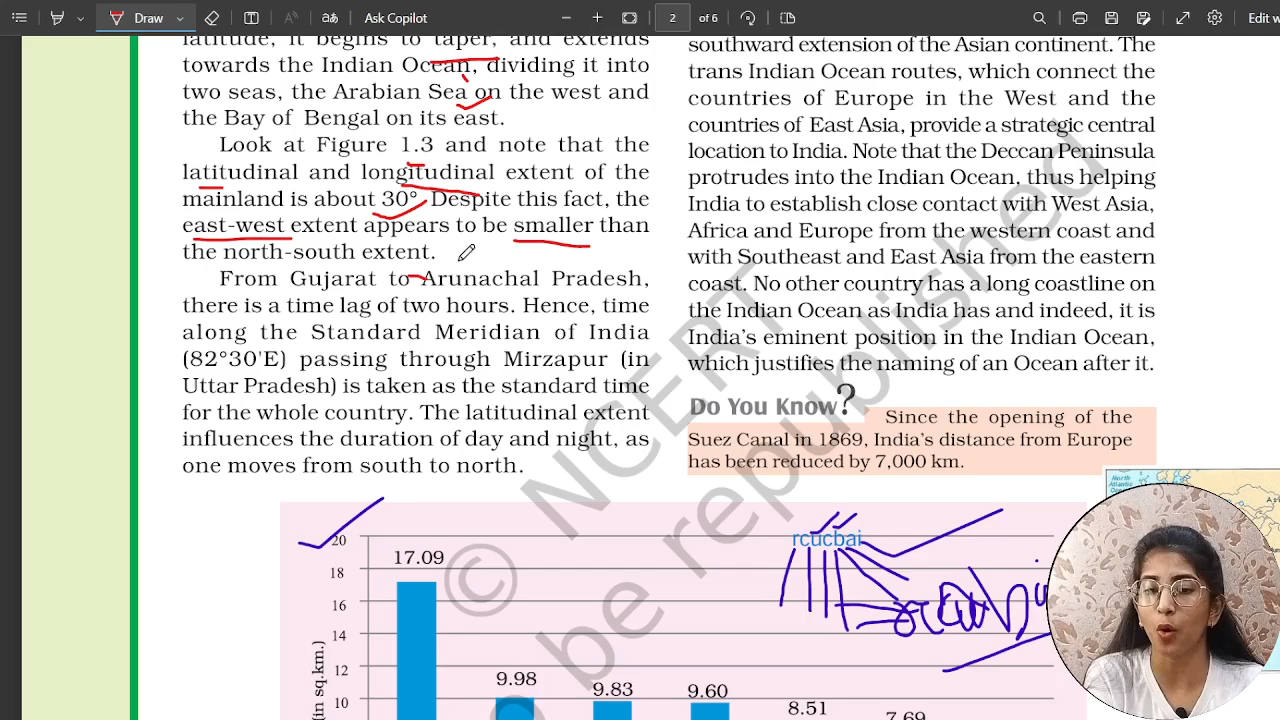 Draw
Ask Copilot
2 of 6
Edit w
latitude, it begins to taper, and extends
towards the Indian Ocean, dividing it into
two seas, the Arabian Sea on the west and
the Bay of Bengal on its east.
Look at Figure 1.3 and note that the
latitudinal and longitudinal extent of the
mainland is about 30°. Despite this fact, the
east-west extent appears to be smaller than
the north-south extent.
From Gujarat to Arunachal Pradesh,
there is a time lag of two hours. Hence, time
along the Standard Meridian of India
(82°30'E) passing through Mirzapur (in
Uttar Pradesh) is taken as the standard time
for the whole country. The latitudinal extent
influences the duration of day and night, as
one moves from south to north.
southward extension of the Asian continent. The
trans Indian Ocean routes, which connect the
countries of Europe in the West and the
countries of East Asia, provide a strategic central
location to India. Note that the Deccan Peninsula
protrudes into the Indian Ocean, thus helping
India to establish close contact with West Asia,
Africa and Europe from the western coast and
with Southeast and East Asia from the eastern
coast. No other country has a long coastline on
the Indian Ocean as India has and indeed, it is
India's eminent position in the Indian Ocean,
which justifies the naming of an Ocean after it.
Do You Know?
Since the opening of the
Suez Canal in 1869, India's distance from Europe
has been reduced by 7,000 km.
© NCERT
be republished
North
Atlantic
rcucbai
20
18
16
14
12
10
(in sq.km.)
17.09
9.98
9.83
9.60
8.51
7.69